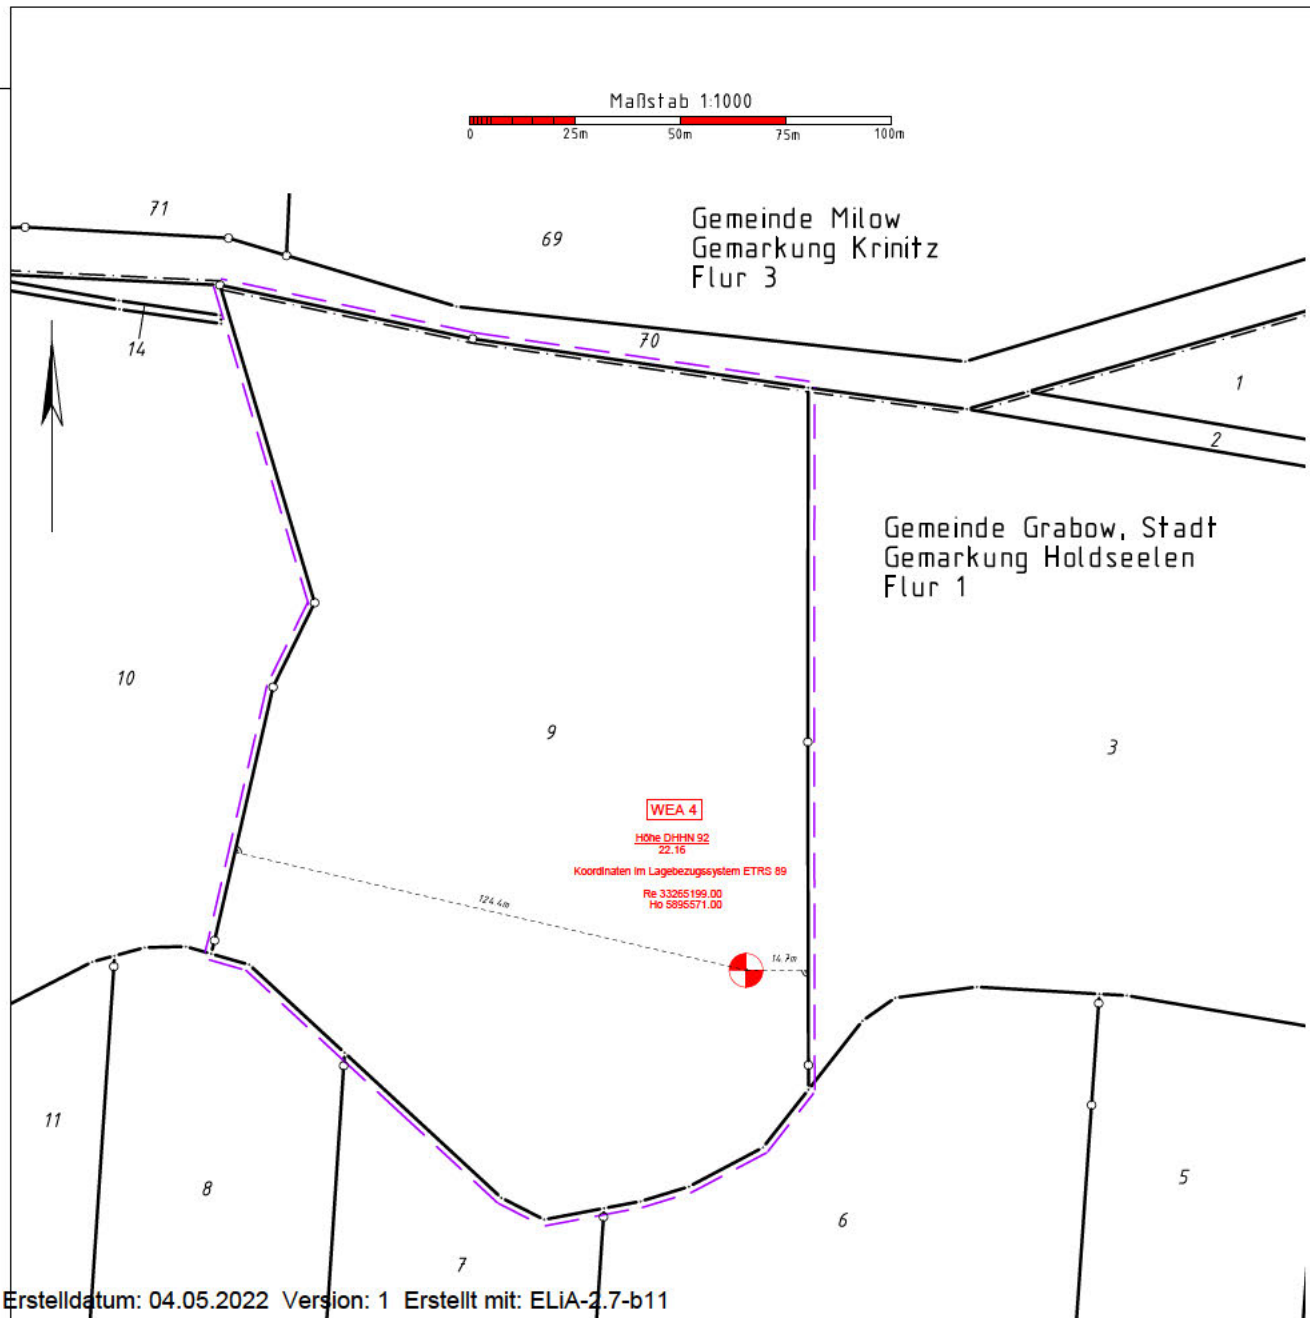 Maßstab 1:1000
0 25m 50m 75m 100m
71
69
Gemeinde Milow
Gemarkung Krinitz
Flur 3
70
14
1
2
Gemeinde Grabow, Stadt
Gemarkung Holdseelen
Flur 1
10
9
3
WEA 4
Höhe DHHN 92
22.16
Koordinaten im Lagebezugssystem ETRS 89
Re 33265199.00
Ho 5895571.00
124.4m
14.7m
11
8
7
6
5
Erstelldatum: 04.05.2022 Version: 1 Erstellt mit: ELiA-2.7-b11